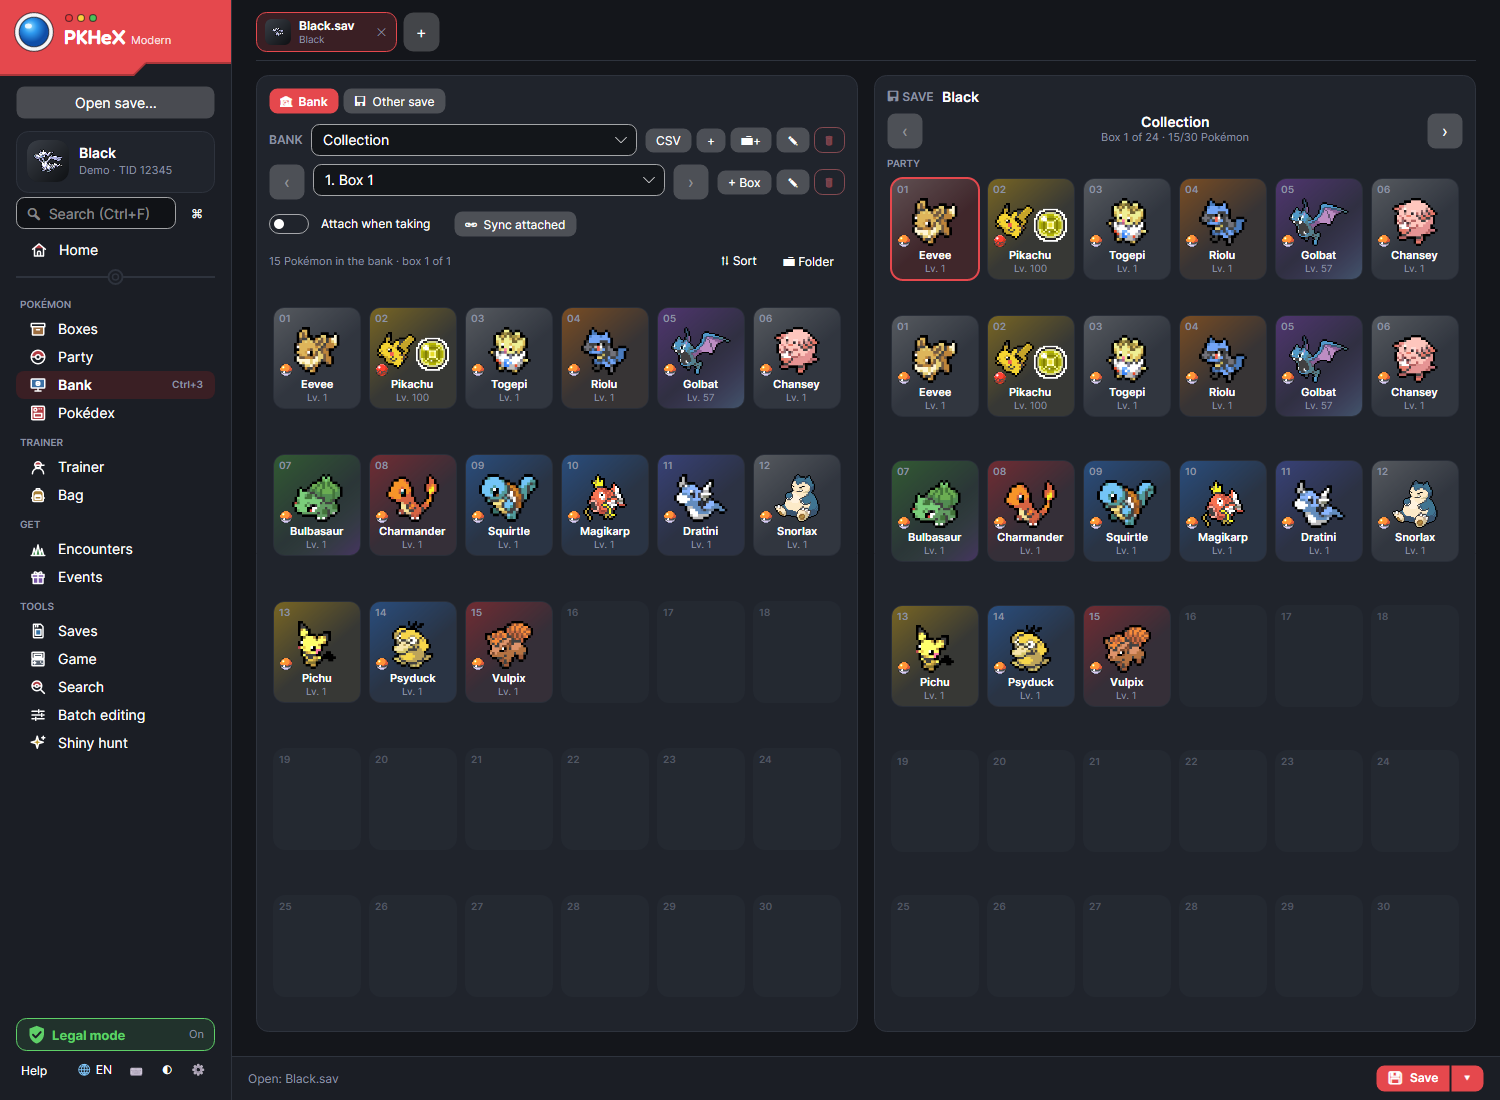 PKHeX Modern
Open save...
Black
Demo · TID 12345
Search (Ctrl+F)
⌘
Home
POKÉMON
Boxes
Party
Bank Ctrl+3
Pokédex
TRAINER
Trainer
Bag
GET
Encounters
Events
TOOLS
Saves
Game
Search
Batch editing
Shiny hunt
Legal mode On
Help EN
Black.sav
Black
+
Bank Other save
BANK Collection CSV + +
‹ 1. Box 1 › + Box
Attach when taking Sync attached
15 Pokémon in the bank · box 1 of 1 Sort Folder
01 02 03 04 05 06
Eevee Pikachu Togepi Riolu Golbat Chansey
Lv. 1 Lv. 100 Lv. 1 Lv. 1 Lv. 57 Lv. 1
07 08 09 10 11 12
Bulbasaur Charmander Squirtle Magikarp Dratini Snorlax
Lv. 1 Lv. 1 Lv. 1 Lv. 1 Lv. 1 Lv. 1
13 14 15 16 17 18
Pichu Psyduck Vulpix
Lv. 1 Lv. 1 Lv. 1
19 20 21 22 23 24
25 26 27 28 29 30
SAVE Black
‹ Collection ›
Box 1 of 24 · 15/30 Pokémon
PARTY
01 02 03 04 05 06
Eevee Pikachu Togepi Riolu Golbat Chansey
Lv. 1 Lv. 100 Lv. 1 Lv. 1 Lv. 57 Lv. 1
01 02 03 04 05 06
Eevee Pikachu Togepi Riolu Golbat Chansey
Lv. 1 Lv. 100 Lv. 1 Lv. 1 Lv. 57 Lv. 1
07 08 09 10 11 12
Bulbasaur Charmander Squirtle Magikarp Dratini Snorlax
Lv. 1 Lv. 1 Lv. 1 Lv. 1 Lv. 1 Lv. 1
13 14 15 16 17 18
Pichu Psyduck Vulpix
Lv. 1 Lv. 1 Lv. 1
19 20 21 22 23 24
25 26 27 28 29 30
Open: Black.sav
Save